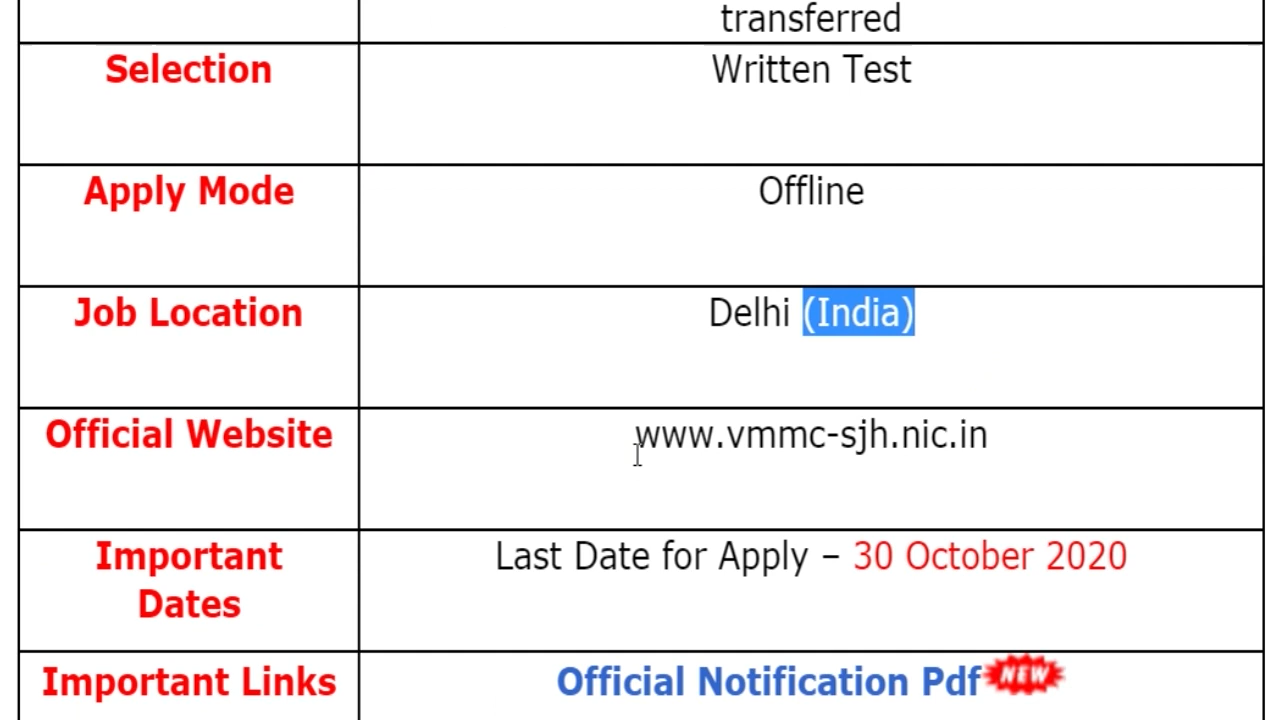 transferred
Selection
Written Test
Apply Mode
Offline
Job Location
Delhi (India)
Official Website
www.vmmc-sjh.nic.in
Important
Dates
Last Date for Apply – 30 October 2020
Important Links
Official Notification Pdf NEW